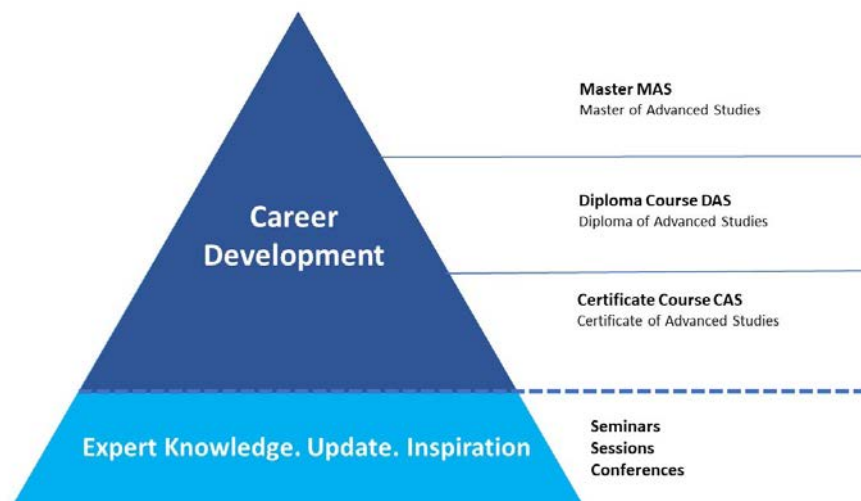 Master MAS
Master of Advanced Studies
Career
Development
Diploma Course DAS
Diploma of Advanced Studies
Certificate Course CAS
Certificate of Advanced Studies
Expert Knowledge. Update. Inspiration
Seminars
Sessions
Conferences